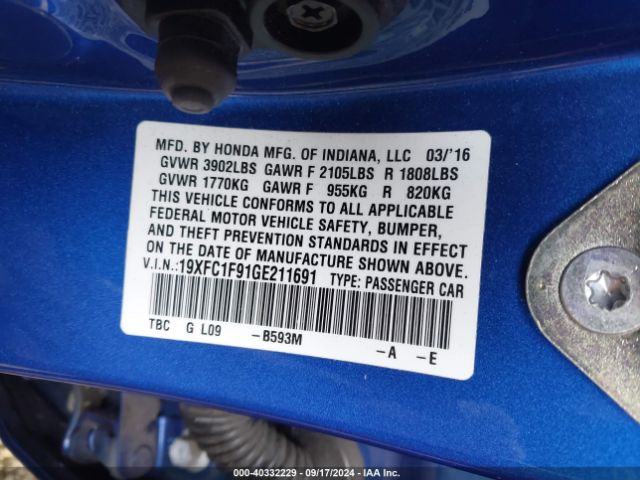 MFD. BY HONDA MFG. OF INDIANA, LLC 03/'16
GVWR 3902LBS GAWR F 2105LBS R 1808LBS
GVWR 1770KG GAWR F 955KG R 820KG
THIS VEHICLE CONFORMS TO ALL APPLICABLE
FEDERAL MOTOR VEHICLE SAFETY, BUMPER,
AND THEFT PREVENTION STANDARDS IN EFFECT
ON THE DATE OF MANUFACTURE SHOWN ABOVE.
V.I.N.:19XFC1F91GE211691 TYPE: PASSENGER CAR
TBC G L09 -B593M -A -E
000-40332229 - 09/17/2024 - IAA Inc.